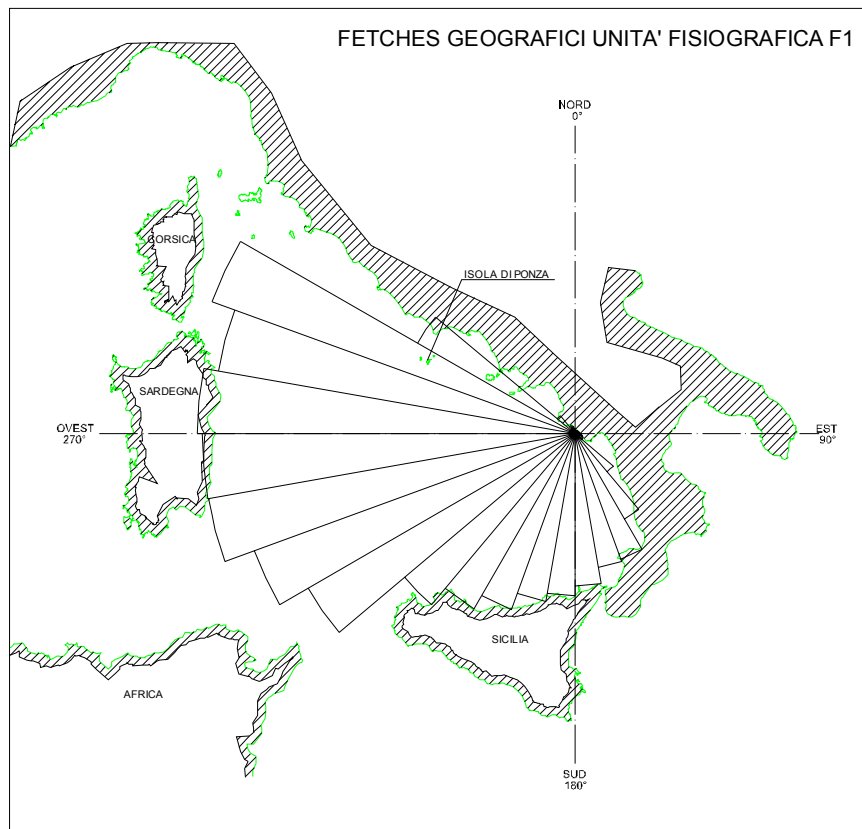 FETCHES GEOGRAFICI UNITA' FISIOGRAFICA F1
NORD
0°
CORSICA
ISOLA DI PONZA
SARDEGNA
OVEST
270°
EST
90°
SICILIA
AFRICA
SUD
180°